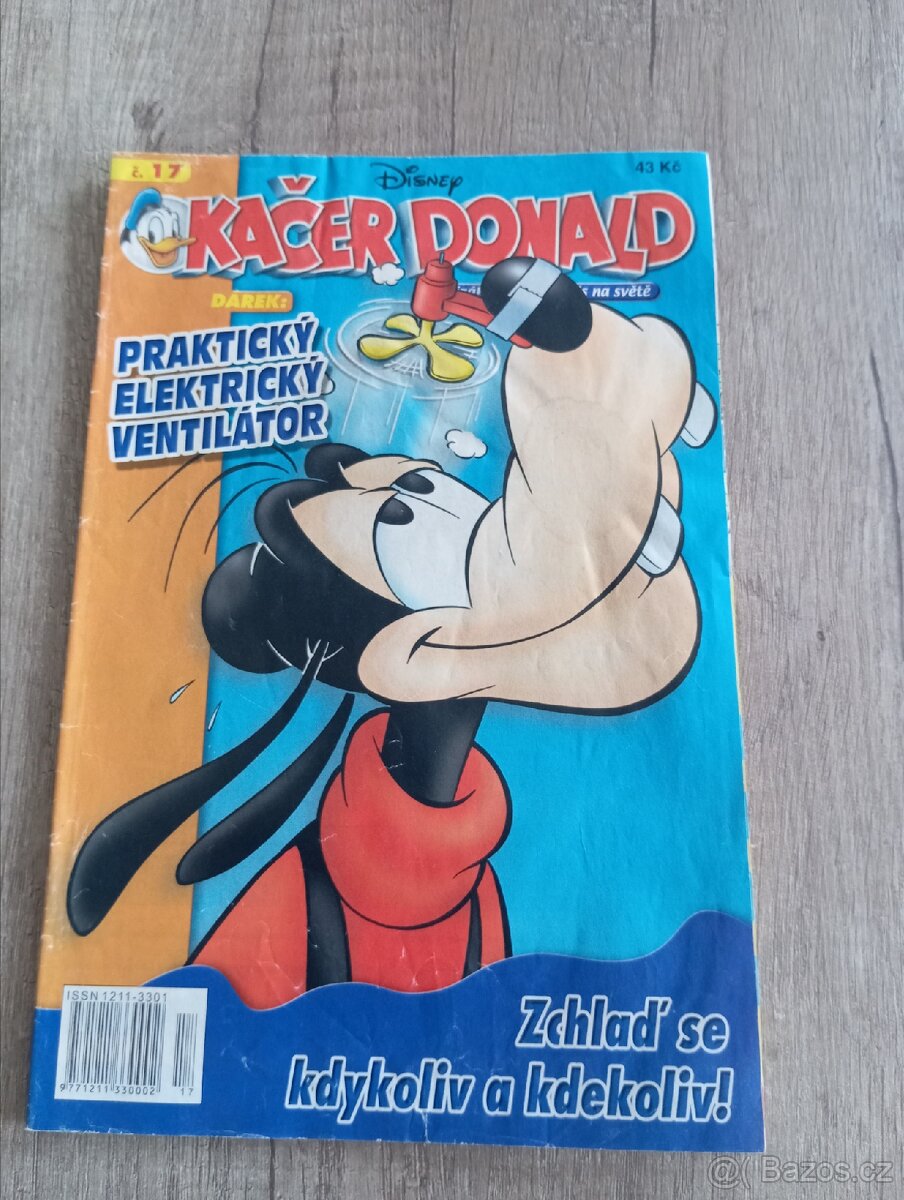 č. 17
Disney
43 Kč
KAČER DONALD
s na světě
DÁREK:
PRAKTICKÝ
ELEKTRICKÝ
VENTILÁTOR
Zchlaď se
kdykoliv a kdekoliv!
ISSN 1211-3301
9 771211 330002
17
@ Bazos.cz